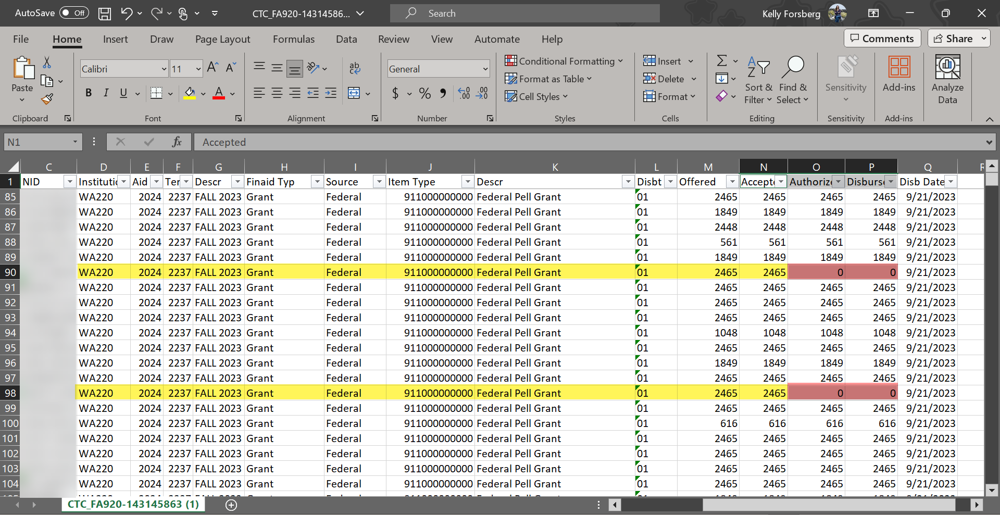 AutoSave Off CTC_FA920-14314586... Search Kelly Forsberg
File Home Insert Draw Page Layout Formulas Data Review View Automate Help Comments Share
Paste
Calibri 11
B I U A
ab
General
$ % 9
Conditional Formatting
Format as Table
Cell Styles
Insert
Delete
Format
Sort & Filter
Find & Select
Sensitivity
Add-ins
Analyze Data
Clipboard Font Alignment Number Styles Cells Editing Sensitivity Add-ins
N1 fx Accepted
C D E F G H I J K L M N O P Q
1 NID Institutio Aid Ter Descr Finaid Typ Source Item Type Descr Disbt Offered Accepte Authorize Disburse Disb Date
85 WA220 2024 2237 FALL 2023 Grant Federal 911000000000 Federal Pell Grant 01 2465 2465 2465 2465 9/21/2023
86 WA220 2024 2237 FALL 2023 Grant Federal 911000000000 Federal Pell Grant 01 1849 1849 1849 1849 9/21/2023
87 WA220 2024 2237 FALL 2023 Grant Federal 911000000000 Federal Pell Grant 01 2448 2448 2448 2448 9/21/2023
88 WA220 2024 2237 FALL 2023 Grant Federal 911000000000 Federal Pell Grant 01 561 561 561 561 9/21/2023
89 WA220 2024 2237 FALL 2023 Grant Federal 911000000000 Federal Pell Grant 01 1849 1849 1849 1849 9/21/2023
90 WA220 2024 2237 FALL 2023 Grant Federal 911000000000 Federal Pell Grant 01 2465 2465 0 0 9/21/2023
91 WA220 2024 2237 FALL 2023 Grant Federal 911000000000 Federal Pell Grant 01 2465 2465 2465 2465 9/21/2023
92 WA220 2024 2237 FALL 2023 Grant Federal 911000000000 Federal Pell Grant 01 2465 2465 2465 2465 9/21/2023
93 WA220 2024 2237 FALL 2023 Grant Federal 911000000000 Federal Pell Grant 01 2465 2465 2465 2465 9/21/2023
94 WA220 2024 2237 FALL 2023 Grant Federal 911000000000 Federal Pell Grant 01 1048 1048 1048 1048 9/21/2023
95 WA220 2024 2237 FALL 2023 Grant Federal 911000000000 Federal Pell Grant 01 2465 2465 2465 2465 9/21/2023
96 WA220 2024 2237 FALL 2023 Grant Federal 911000000000 Federal Pell Grant 01 1849 1849 1849 1849 9/21/2023
97 WA220 2024 2237 FALL 2023 Grant Federal 911000000000 Federal Pell Grant 01 2465 2465 2465 2465 9/21/2023
98 WA220 2024 2237 FALL 2023 Grant Federal 911000000000 Federal Pell Grant 01 2465 2465 0 0 9/21/2023
99 WA220 2024 2237 FALL 2023 Grant Federal 911000000000 Federal Pell Grant 01 2465 2465 2465 2465 9/21/2023
100 WA220 2024 2237 FALL 2023 Grant Federal 911000000000 Federal Pell Grant 01 616 616 616 616 9/21/2023
101 WA220 2024 2237 FALL 2023 Grant Federal 911000000000 Federal Pell Grant 01 2465 2465 2465 2465 9/21/2023
102 WA220 2024 2237 FALL 2023 Grant Federal 911000000000 Federal Pell Grant 01 2465 2465 2465 2465 9/21/2023
103 WA220 2024 2237 FALL 2023 Grant Federal 911000000000 Federal Pell Grant 01 2465 2465 2465 2465 9/21/2023
104 WA220 2024 2237 FALL 2023 Grant Federal 911000000000 Federal Pell Grant 01 2465 2465 2465 2465 9/21/2023
CTC_FA920-143145863 (1)